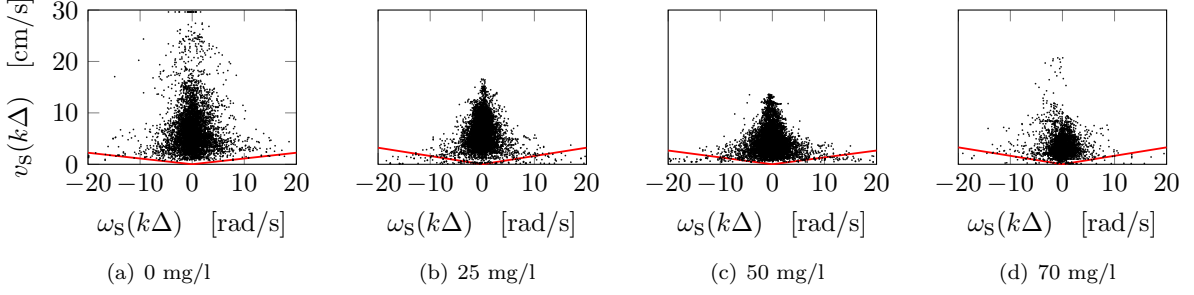 30
20
10
0
v_S(kΔ) [cm/s]
−20 −10 0 10 20
ω_S(kΔ) [rad/s]
(a) 0 mg/l
−20 −10 0 10 20
ω_S(kΔ) [rad/s]
(b) 25 mg/l
−20 −10 0 10 20
ω_S(kΔ) [rad/s]
(c) 50 mg/l
−20 −10 0 10 20
ω_S(kΔ) [rad/s]
(d) 70 mg/l